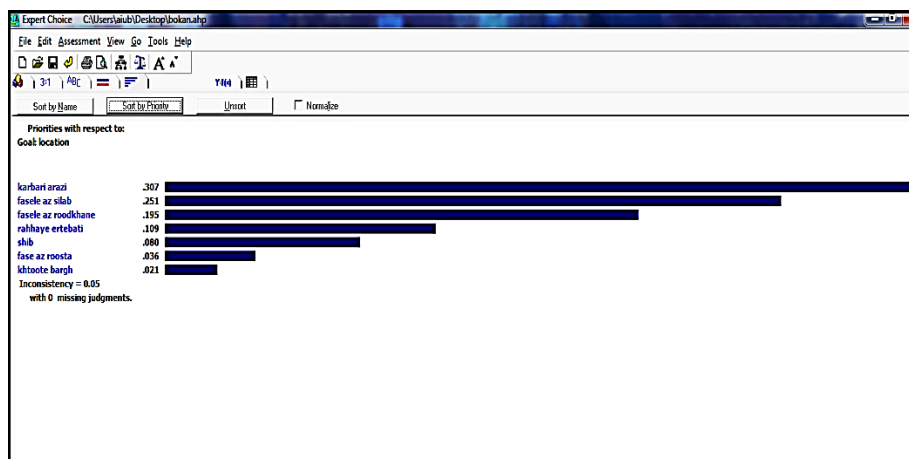 Expert Choice C:\Users\aiub\Desktop\bokan.ahp
File Edit Assessment View Go Tools Help
3:1 ABC Y=f(x)
Sort by Name Sort by Priority Unsort Normalize
Priorities with respect to:
Goal: location
karbari arazi .307
fasele az silab .251
fasele az roodkhane .195
rahhaye ertebati .109
shib .080
fase az roosta .036
khtoote bargh .021
Inconsistency = 0.05
with 0 missing judgments.